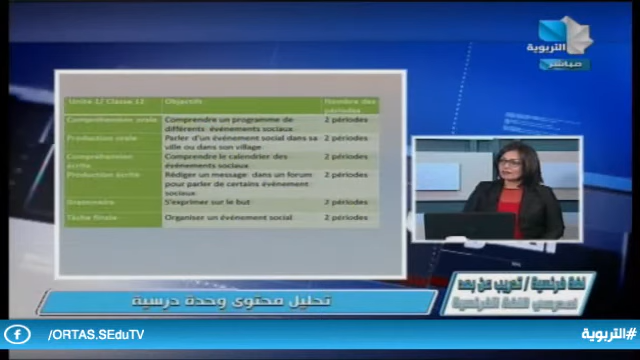 التربوية
مباشر
Unité 1/ Classe 12 Objectifs Nombre des périodes
Compréhension orale Comprendre un programme de différents événements sociaux 2 périodes
Production orale Parler d'un événement social dans sa ville ou dans son village 2 périodes
Compréhension écrite Comprendre le calendrier des événements sociaux 2 périodes
Production écrite Rédiger un message dans un forum pour parler de certains événement sociaux 2 périodes
Grammaire S'exprimer sur le but 2 périodes
Tâche finale Organiser un événement social 2 périodes
لغة فرنسية / تدريب عن بعد
لمدرسي اللغة الفرنسية
تحليل محتوى وحدة درسية
/ORTAS.SEduTV
#التربوية